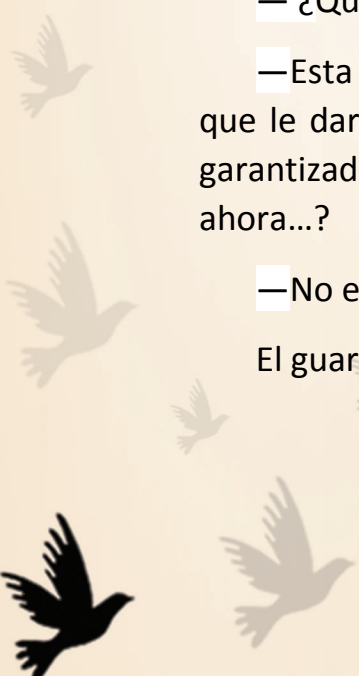 — ¿Qu
—Esta
que le dar
garantizad
ahora…?
—No e
El guar